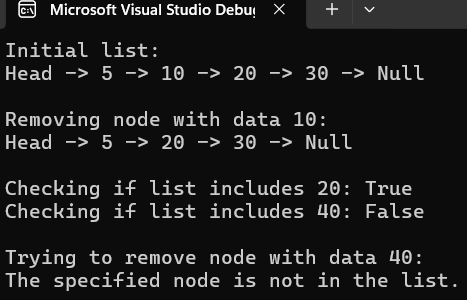 Microsoft Visual Studio Debu
Initial list:
Head -> 5 -> 10 -> 20 -> 30 -> Null
Removing node with data 10:
Head -> 5 -> 20 -> 30 -> Null
Checking if list includes 20: True
Checking if list includes 40: False
Trying to remove node with data 40:
The specified node is not in the list.